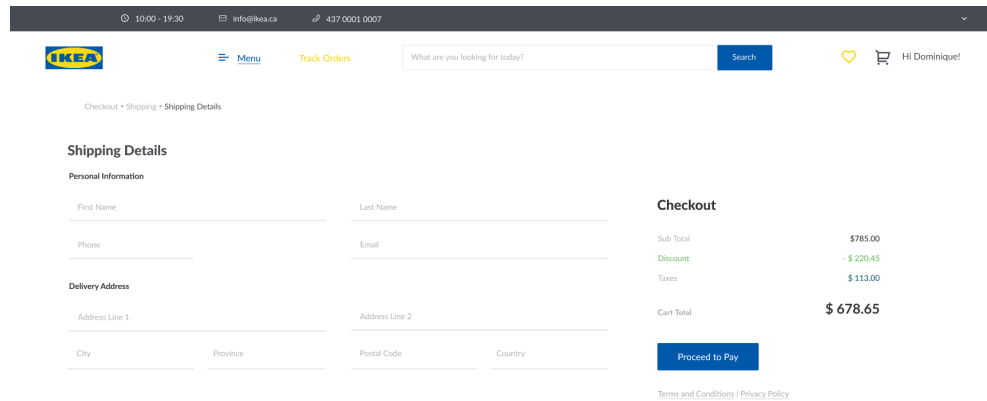 10:00 - 19:30 info@ikea.ca 437 0001 0007
IKEA Menu Track Orders What are you looking for today? Search Hi Dominique!
Checkout • Shipping • Shipping Details
Shipping Details
Personal Information
First Name Last Name
Phone Email
Delivery Address
Address Line 1 Address Line 2
City Province Postal Code Country
Checkout
Sub Total $785.00
Discount - $ 220.45
Taxes $ 113.00
Cart Total $ 678.65
Proceed to Pay
Terms and Conditions | Privacy Policy